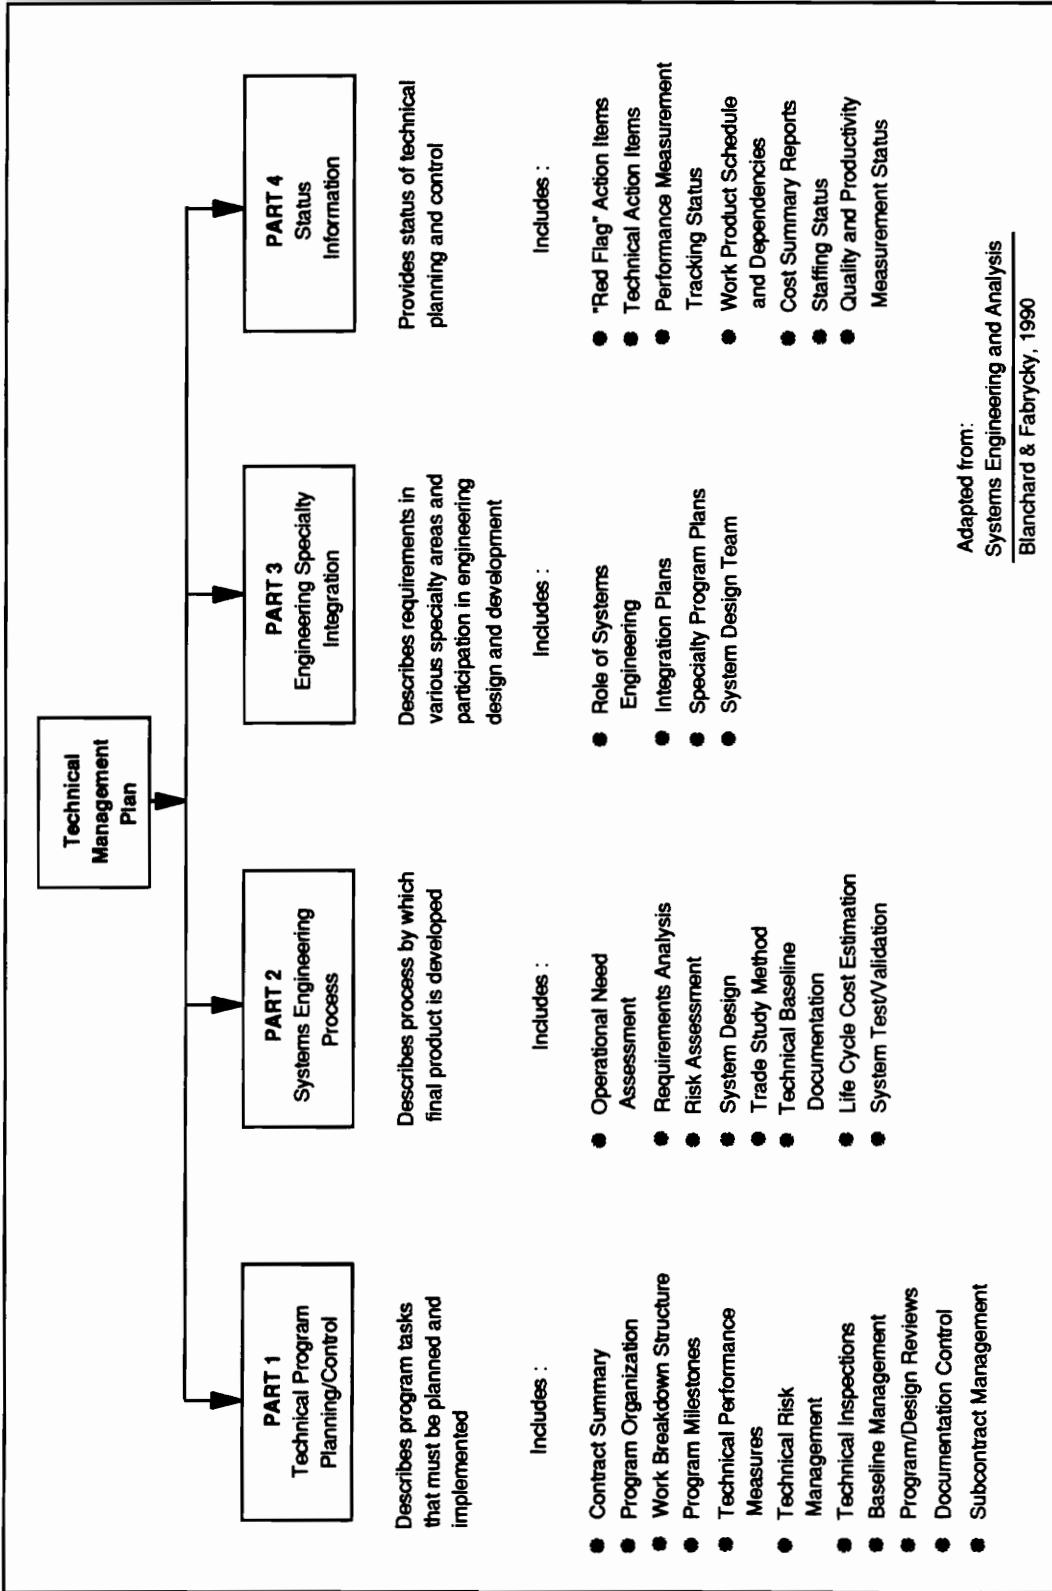 Technical
Management
Plan
PART 1
Technical Program
Planning/Control
Describes program tasks
that must be planned and
implemented
Includes :
● Contract Summary
● Program Organization
● Work Breakdown Structure
● Program Milestones
● Technical Performance
Measures
● Technical Risk
Management
● Technical Inspections
● Baseline Management
● Program/Design Reviews
● Documentation Control
● Subcontract Management
PART 2
Systems Engineering
Process
Describes process by which
final product is developed
Includes :
● Operational Need
Assessment
● Requirements Analysis
● Risk Assessment
● System Design
● Trade Study Method
● Technical Baseline
Documentation
● Life Cycle Cost Estimation
● System Test/Validation
PART 3
Engineering Specialty
Integration
Describes requirements in
various specialty areas and
participation in engineering
design and development
Includes :
● Role of Systems
Engineering
● Integration Plans
● Specialty Program Plans
● System Design Team
PART 4
Status
Information
Provides status of technical
planning and control
Includes :
● "Red Flag" Action Items
● Technical Action Items
● Performance Measurement
Tracking Status
● Work Product Schedule
and Dependencies
● Cost Summary Reports
● Staffing Status
● Quality and Productivity
Measurement Status
Adapted from:
Systems Engineering and Analysis
Blanchard & Fabrycky, 1990